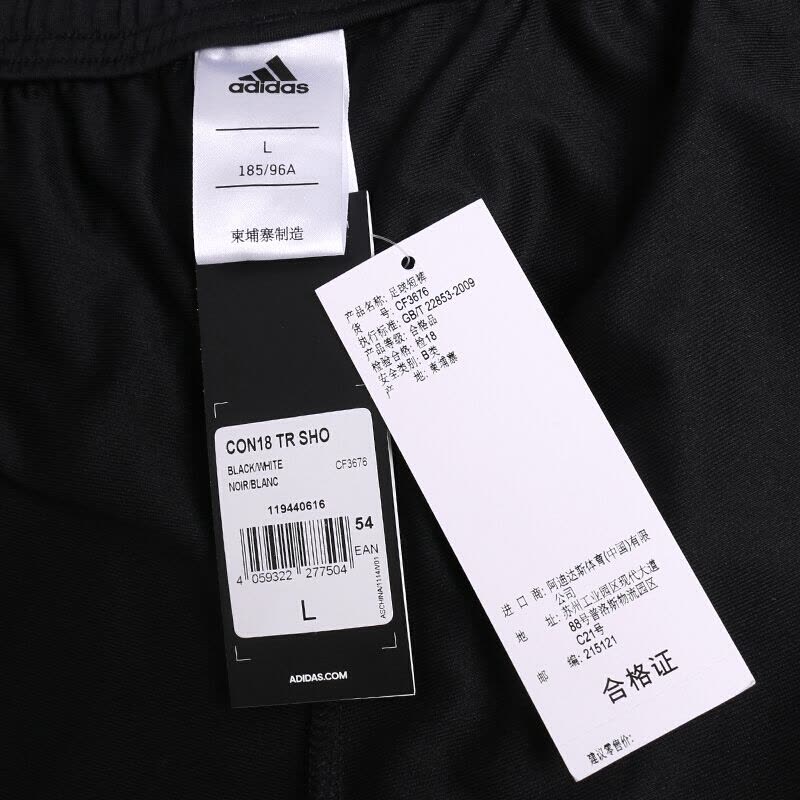 adidas
L
185/96A
柬埔寨制造
CON18 TR SHO
BLACK/WHITE CF3676
NOIR/BLANC
119440616
54
EAN
4 059322 277504
ASCHINA/1114/V01
L
ADIDAS.COM
产品名称: 足球短裤
货 号: CF3676
执行标准: GB/T 22853-2009
产品等级: 合格品
检验合格: 检18
安全类别: B类
产 地: 柬埔寨
进 口 商: 阿迪达斯体育(中国)有限
公司
地 址: 苏州工业园区现代大道
88号普洛斯物流园区
C21号
邮 编: 215121
合格证
建议零售价: